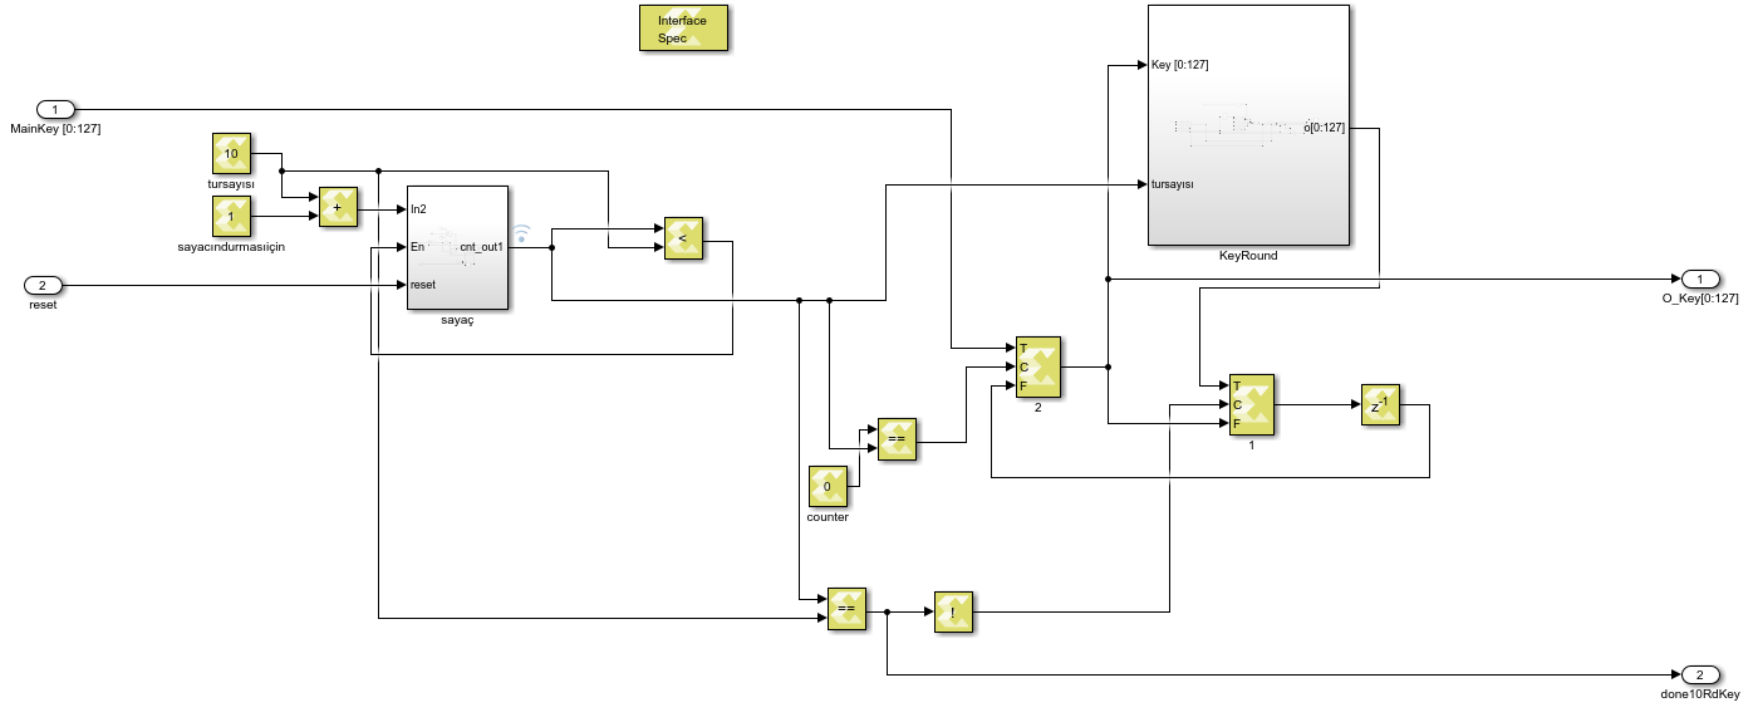 Interface
Spec
1
MainKey [0:127]
10
tursayısı
1
sayacındurmasıiçin
+
2
reset
In2
En
cnt_out1
reset
sayaç
<
Key [0:127]
o[0:127]
tursayısı
KeyRound
1
O_Key[0:127]
T
C
F
2
T
C
F
1
z-1
==
0
counter
==
!
2
done10RdKey